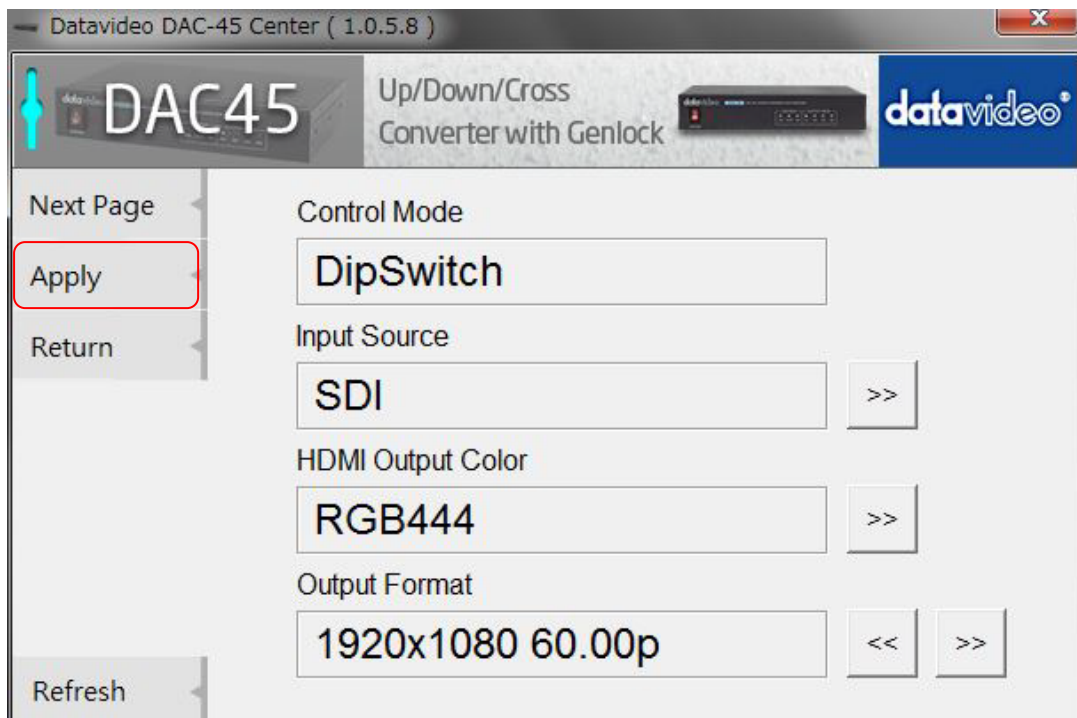 Datavideo DAC-45 Center ( 1.0.5.8 )
X
DAC45
Up/Down/Cross
Converter with Genlock
datavideo
Next Page
Apply
Return
Refresh
Control Mode
DipSwitch
Input Source
SDI
>>
HDMI Output Color
RGB444
>>
Output Format
1920x1080 60.00p
<< >>